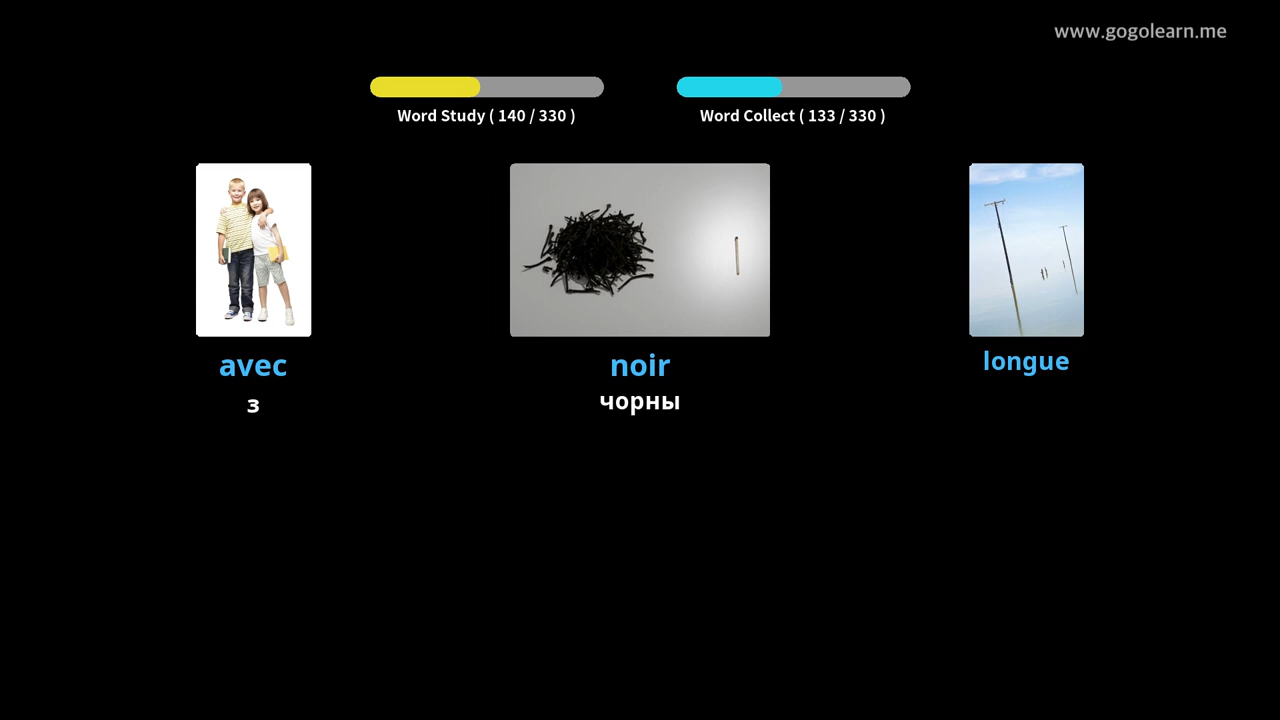 www.gogolearn.me
Word Study ( 140 / 330 )
Word Collect ( 133 / 330 )
avec
з
noir
чорны
longue